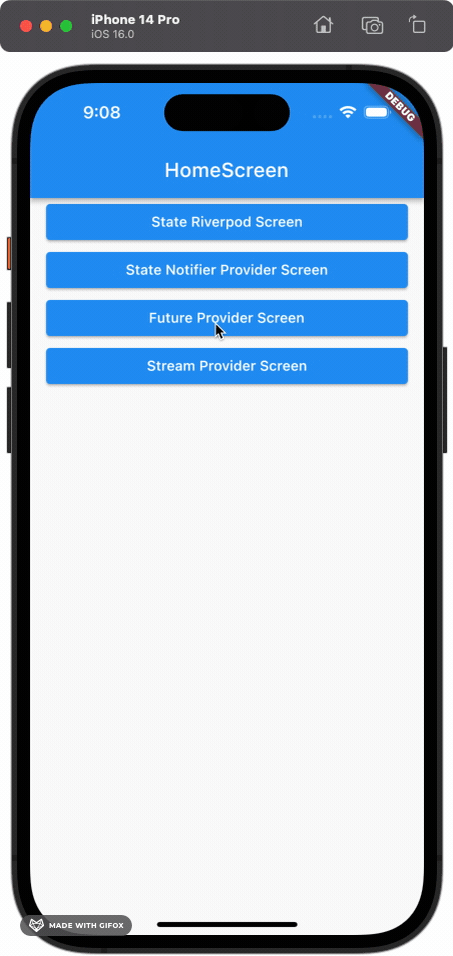 iPhone 14 Pro
iOS 16.0
9:08
DEBUG
HomeScreen
State Riverpod Screen
State Notifier Provider Screen
Future Provider Screen
Stream Provider Screen
MADE WITH GIFOX